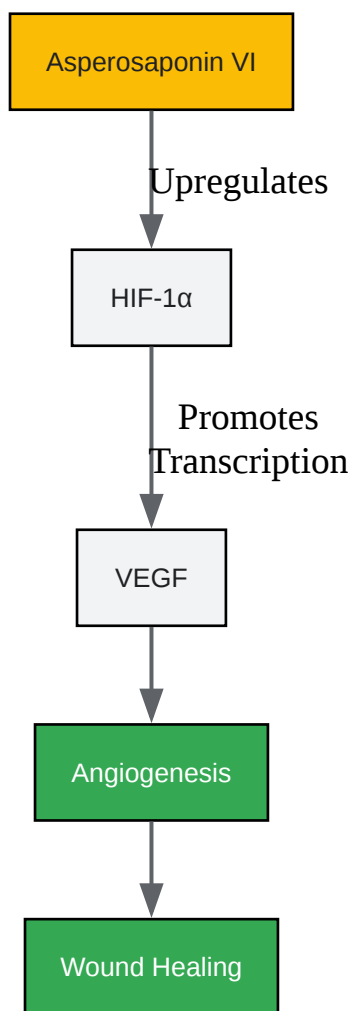 Asperosaponin VI
Upregulates
HIF-1α
Promotes
Transcription
VEGF
Angiogenesis
Wound Healing